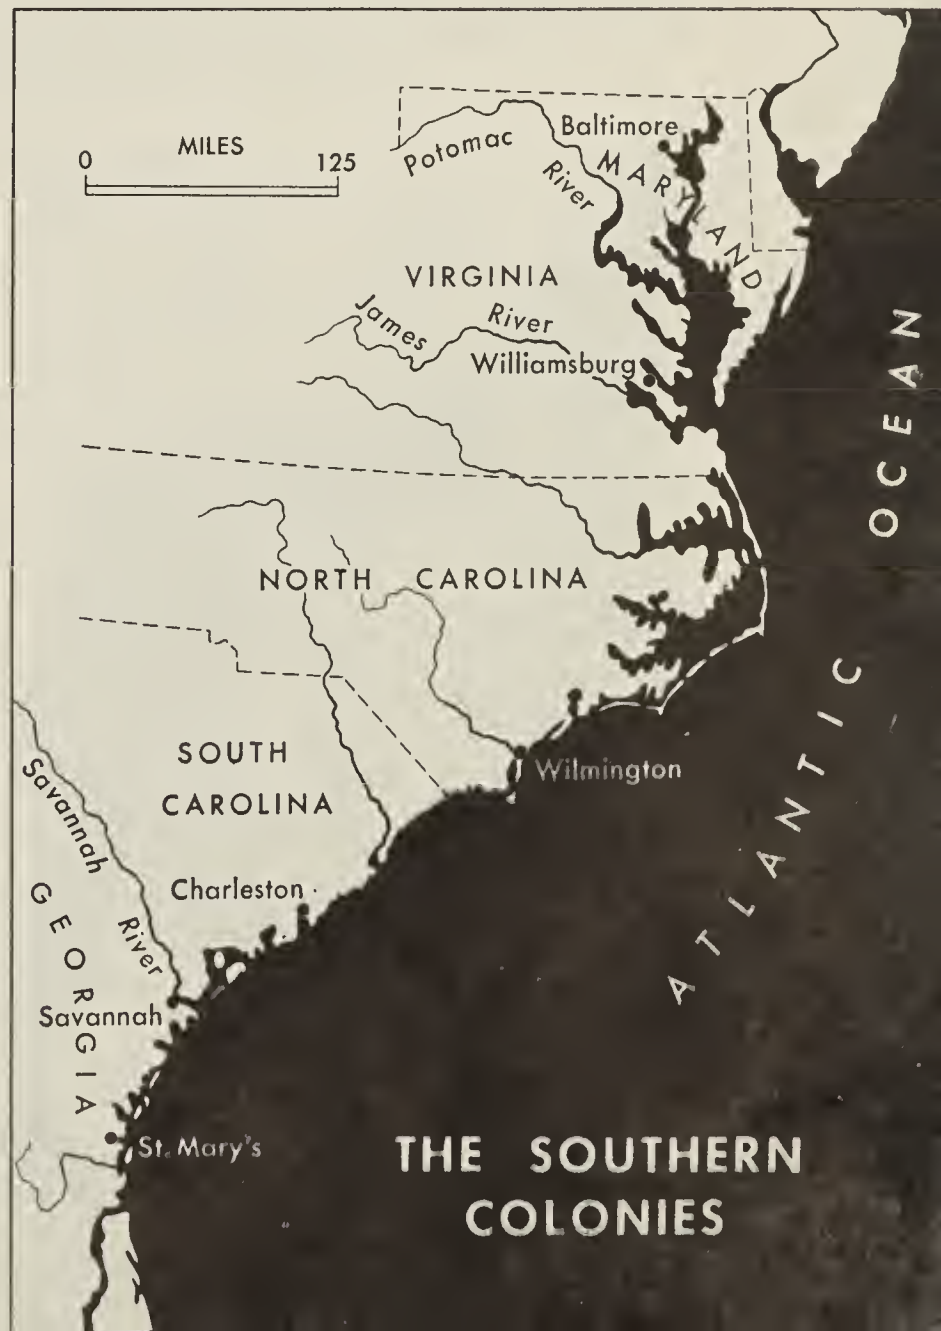 MILES
0 125
Baltimore
Potomac River
MARYLAND
VIRGINIA
James River
Williamsburg
OCEAN
NORTH CAROLINA
ATLANTIC
SOUTH
CAROLINA
Wilmington
Savannah River
Charleston
GEORGIA
Savannah
St. Mary's
THE SOUTHERN
COLONIES